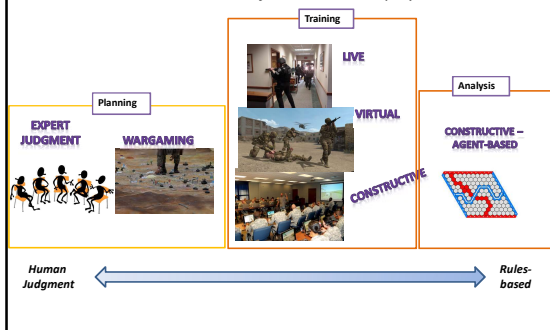 Training
LIVE
Analysis
Planning
VIRTUAL
EXPERT
JUDGMENT
WARGAMING
CONSTRUCTIVE –
AGENT-BASED
CONSTRUCTIVE
Human
Judgment
Rules-
based